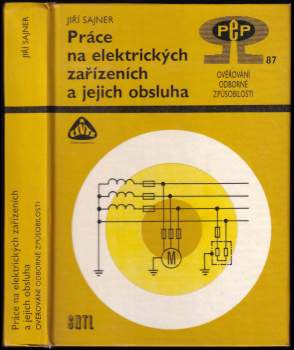 JIŘÍ SAJNER
Práce
na elektrických
zařízeních
a jejich obsluha
PEP
87
OVĚŘOVÁNÍ
ODBORNÉ
ZPŮSOBILOSTI
M
SNTL
JIŘÍ SAJNER
Práce na elektrických zařízeních
a jejich obsluha
OVĚŘOVÁNÍ ODBORNÉ ZPŮSOBILOSTI